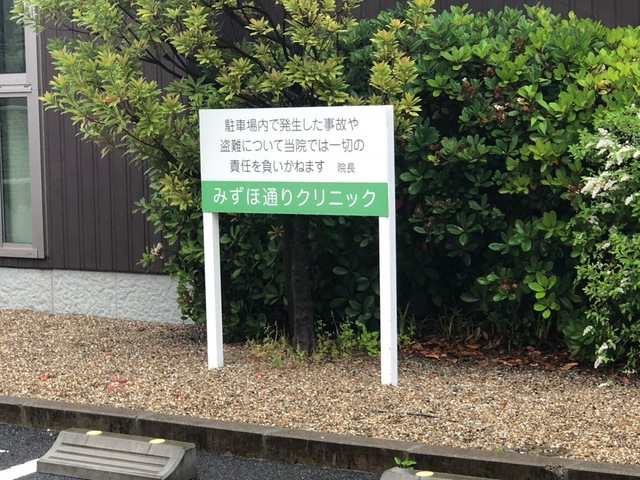 駐車場内で発生した事故や
盗難について当院では一切の
責任を負いかねます 院長
みずほ通りクリニック